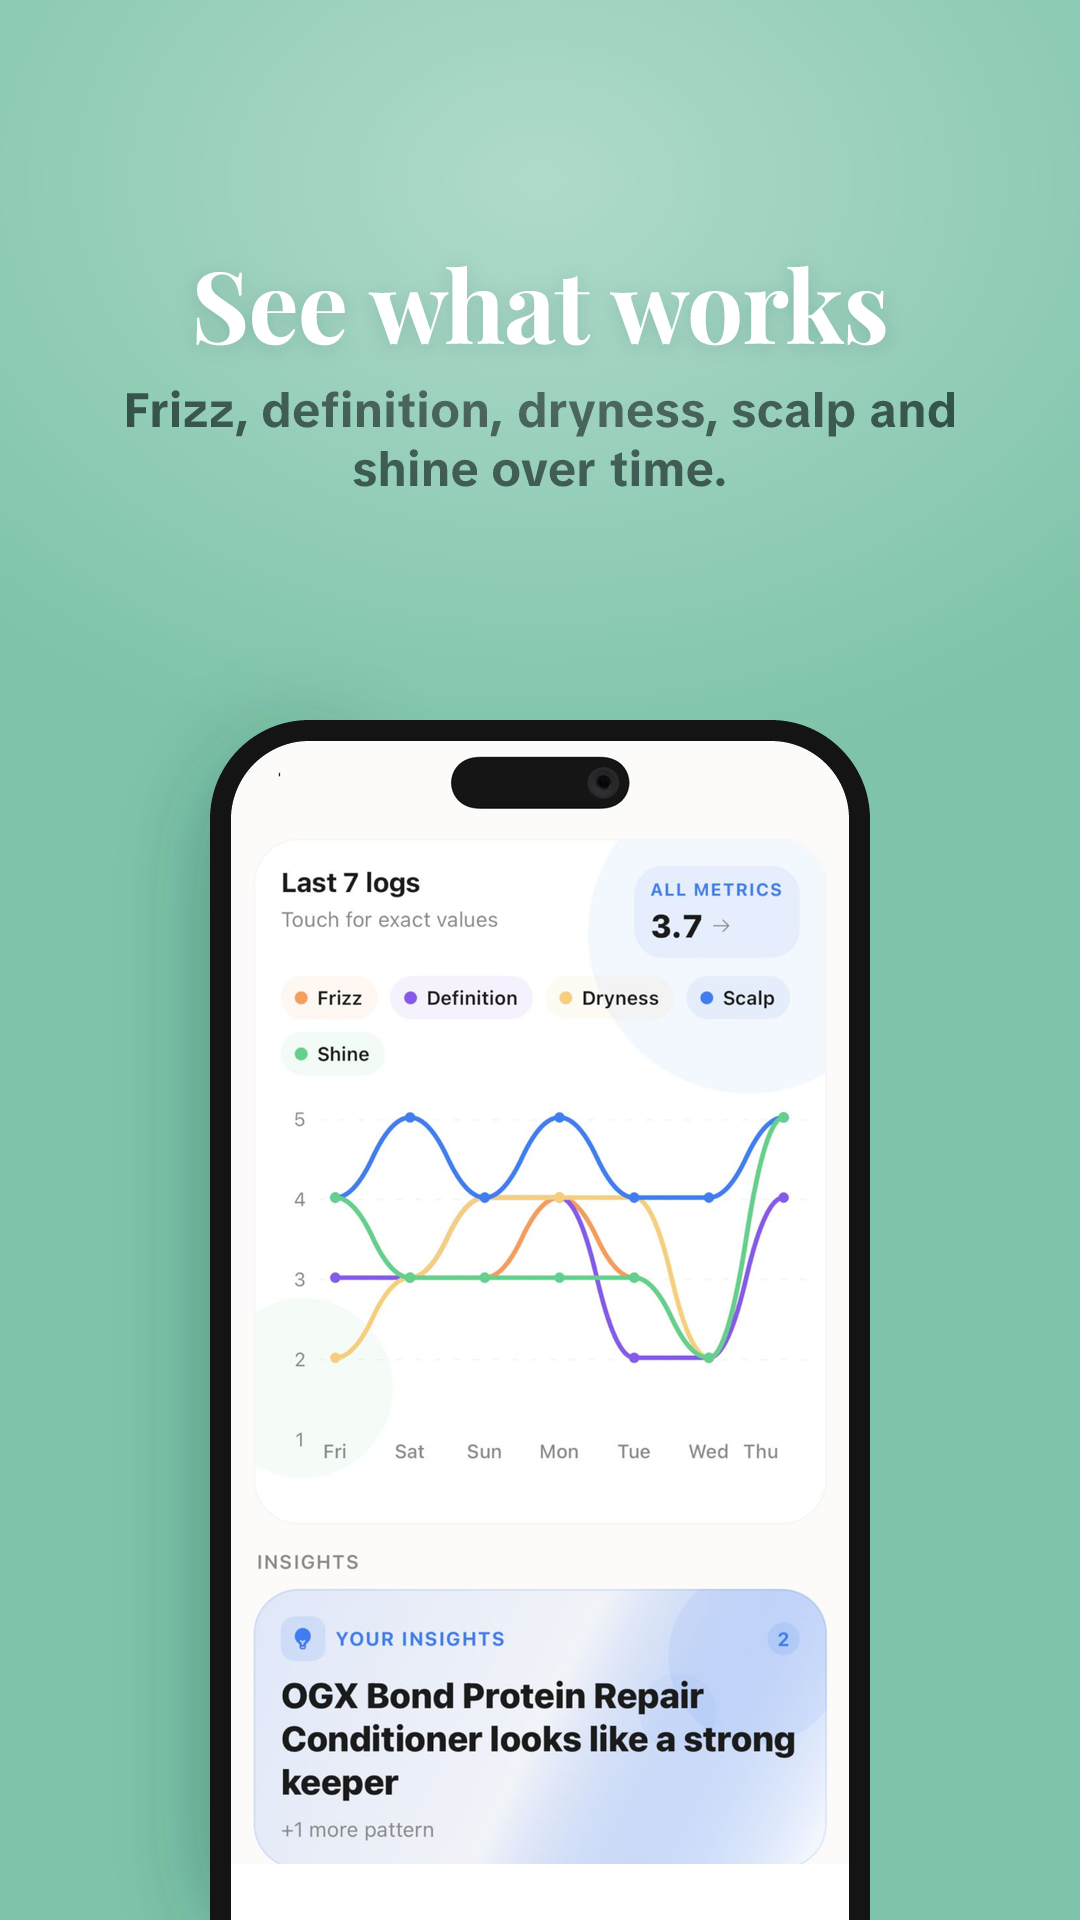 See what works
Frizz, definition, dryness, scalp and
shine over time.
Last 7 logs
Touch for exact values
ALL METRICS
3.7 →
Frizz
Definition
Dryness
Scalp
Shine
5
4
3
2
1
Fri
Sat
Sun
Mon
Tue
Wed
Thu
INSIGHTS
YOUR INSIGHTS
2
OGX Bond Protein Repair
Conditioner looks like a strong
keeper
+1 more pattern